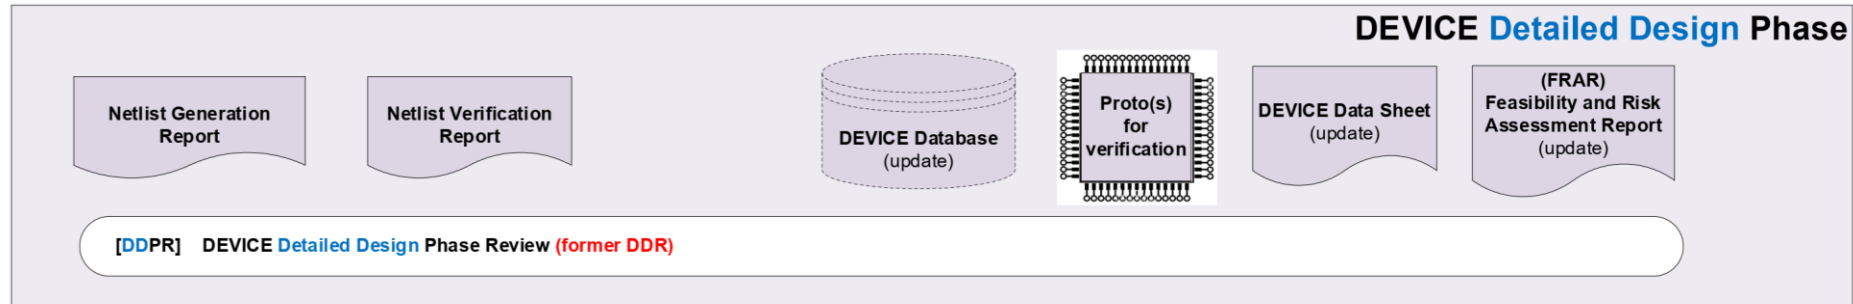 DEVICE Detailed Design Phase
Netlist Generation
Report
Netlist Verification
Report
DEVICE Database
(update)
Proto(s)
for
verification
DEVICE Data Sheet
(update)
(FRAR)
Feasibility and Risk
Assessment Report
(update)
[DDPR] DEVICE Detailed Design Phase Review (former DDR)